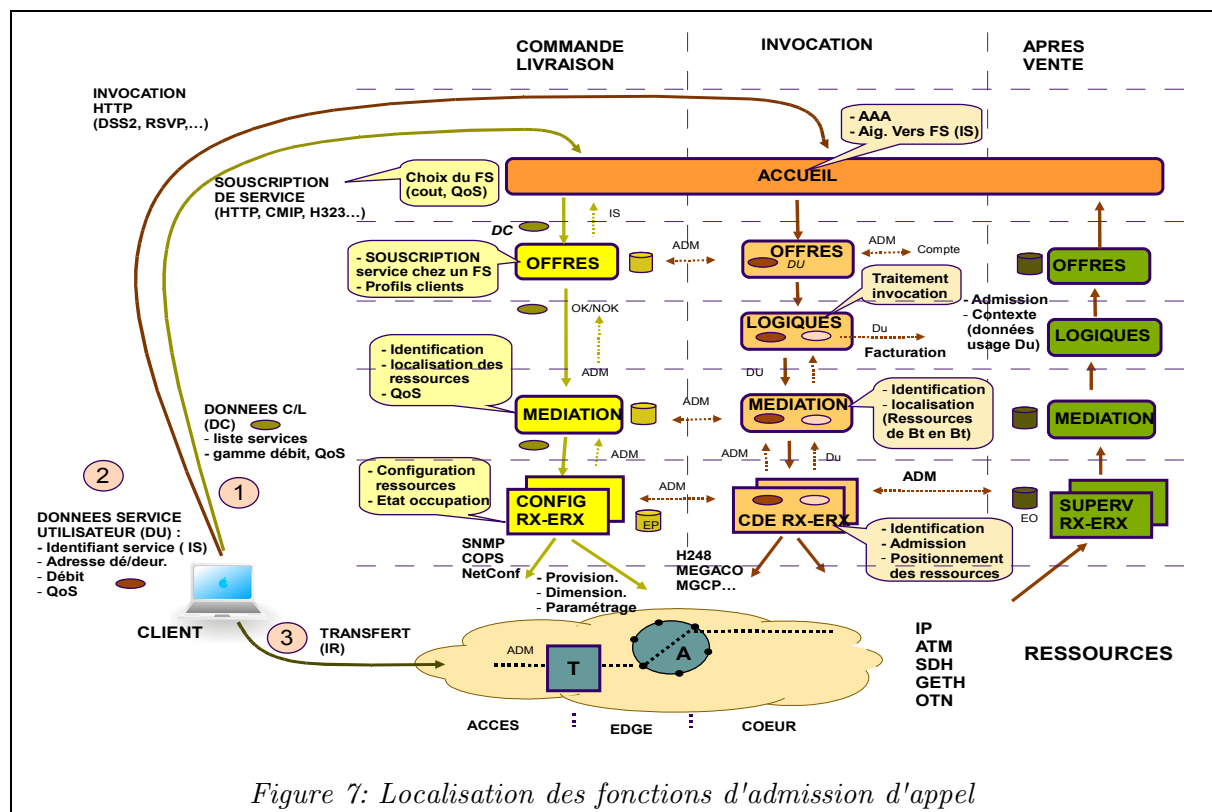 COMMANDE
LIVRAISON
INVOCATION
APRES
VENTE
INVOCATION
HTTP
(DSS2, RSVP,...)
- AAA
- Aig. Vers FS (IS)
ACCUEIL
SOUSCRIPTION
DE SERVICE
(HTTP, CMIP, H323...)
Choix du FS
(cout, QoS)
DC
IS
- SOUSCRIPTION
service chez un FS
- Profils clients
OFFRES
ADM
OFFRES
DU
ADM
Compte
OFFRES
OK/NOK
Traitement
invocation
LOGIQUES
Du
Facturation
- Admission
- Contexte
(données
usage Du)
LOGIQUES
- Identification
- localisation des
ressources
- QoS
ADM
DU
MEDIATION
ADM
MEDIATION
- Identification
- localisation
(Ressources
de Bt en Bt)
MEDIATION
DONNEES C/L
(DC)
- liste services
- gamme débit, QoS
ADM
ADM
Du
- Configuration
ressources
- Etat occupation
CONFIG
RX-ERX
ADM
EP
CDE RX-ERX
ADM
EO
SUPERV
RX-ERX
- Identification
- Admission
- Positionnement
des ressources
2
1
DONNEES SERVICE
UTILISATEUR (DU) :
- Identifiant service ( IS)
- Adresse dé/deur.
- Débit
- QoS
SNMP
COPS
NetConf
- Provision.
- Dimension.
- Paramétrage
H248
MEGACO
MGCP...
CLIENT
3
TRANSFERT
(IR)
ADM
T
A
IP
ATM
SDH
GETH
OTN
RESSOURCES
ACCES
EDGE
COEUR
Figure 7: Localisation des fonctions d'admission d'appel